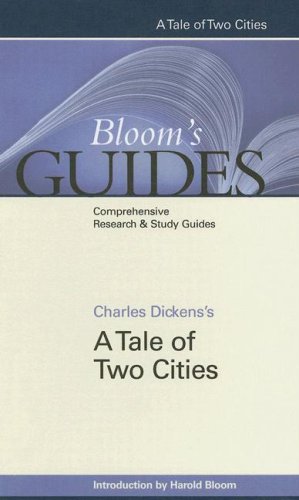 A Tale of Two Cities
Bloom's
GUIDES
Comprehensive
Research & Study Guides
Charles Dickens's
A Tale of
Two Cities
Introduction by Harold Bloom